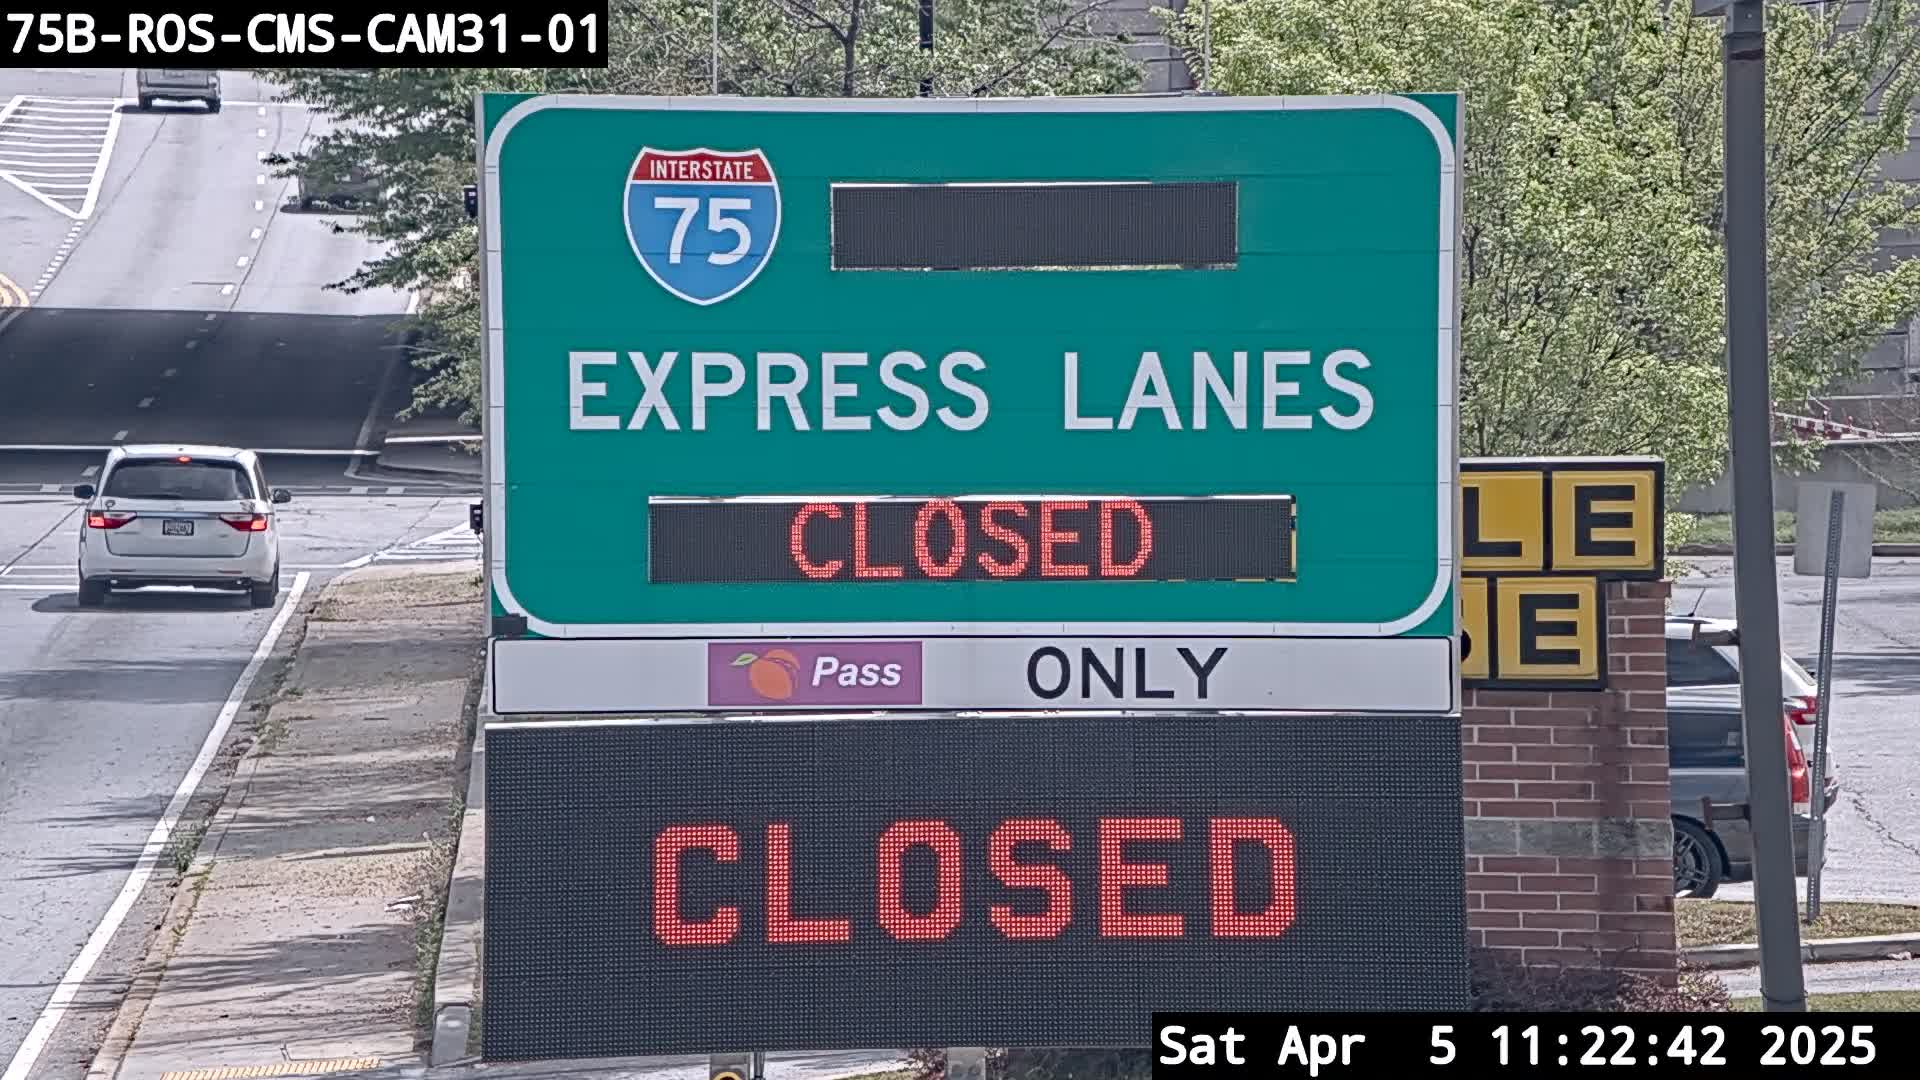 75B-ROS-CMS-CAM31-01
INTERSTATE
75
EXPRESS LANES
CLOSED
Pass ONLY
CLOSED
LE
E
Sat Apr 5 11:22:42 2025